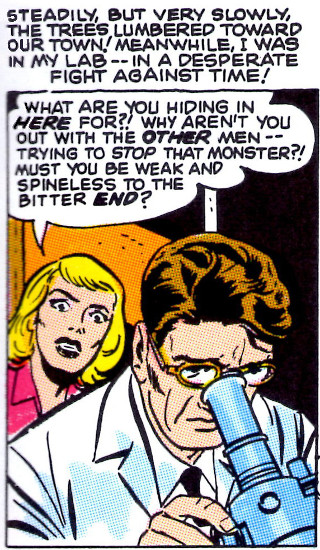 STEADILY, BUT VERY SLOWLY,
THE TREES LUMBERED TOWARD
OUR TOWN! MEANWHILE, I WAS
IN MY LAB -- IN A DESPERATE
FIGHT AGAINST TIME!
WHAT ARE YOU HIDING IN
HERE FOR?! WHY AREN'T YOU
OUT WITH THE OTHER MEN --
TRYING TO STOP THAT MONSTER?!
MUST YOU BE WEAK AND
SPINELESS TO THE
BITTER END?